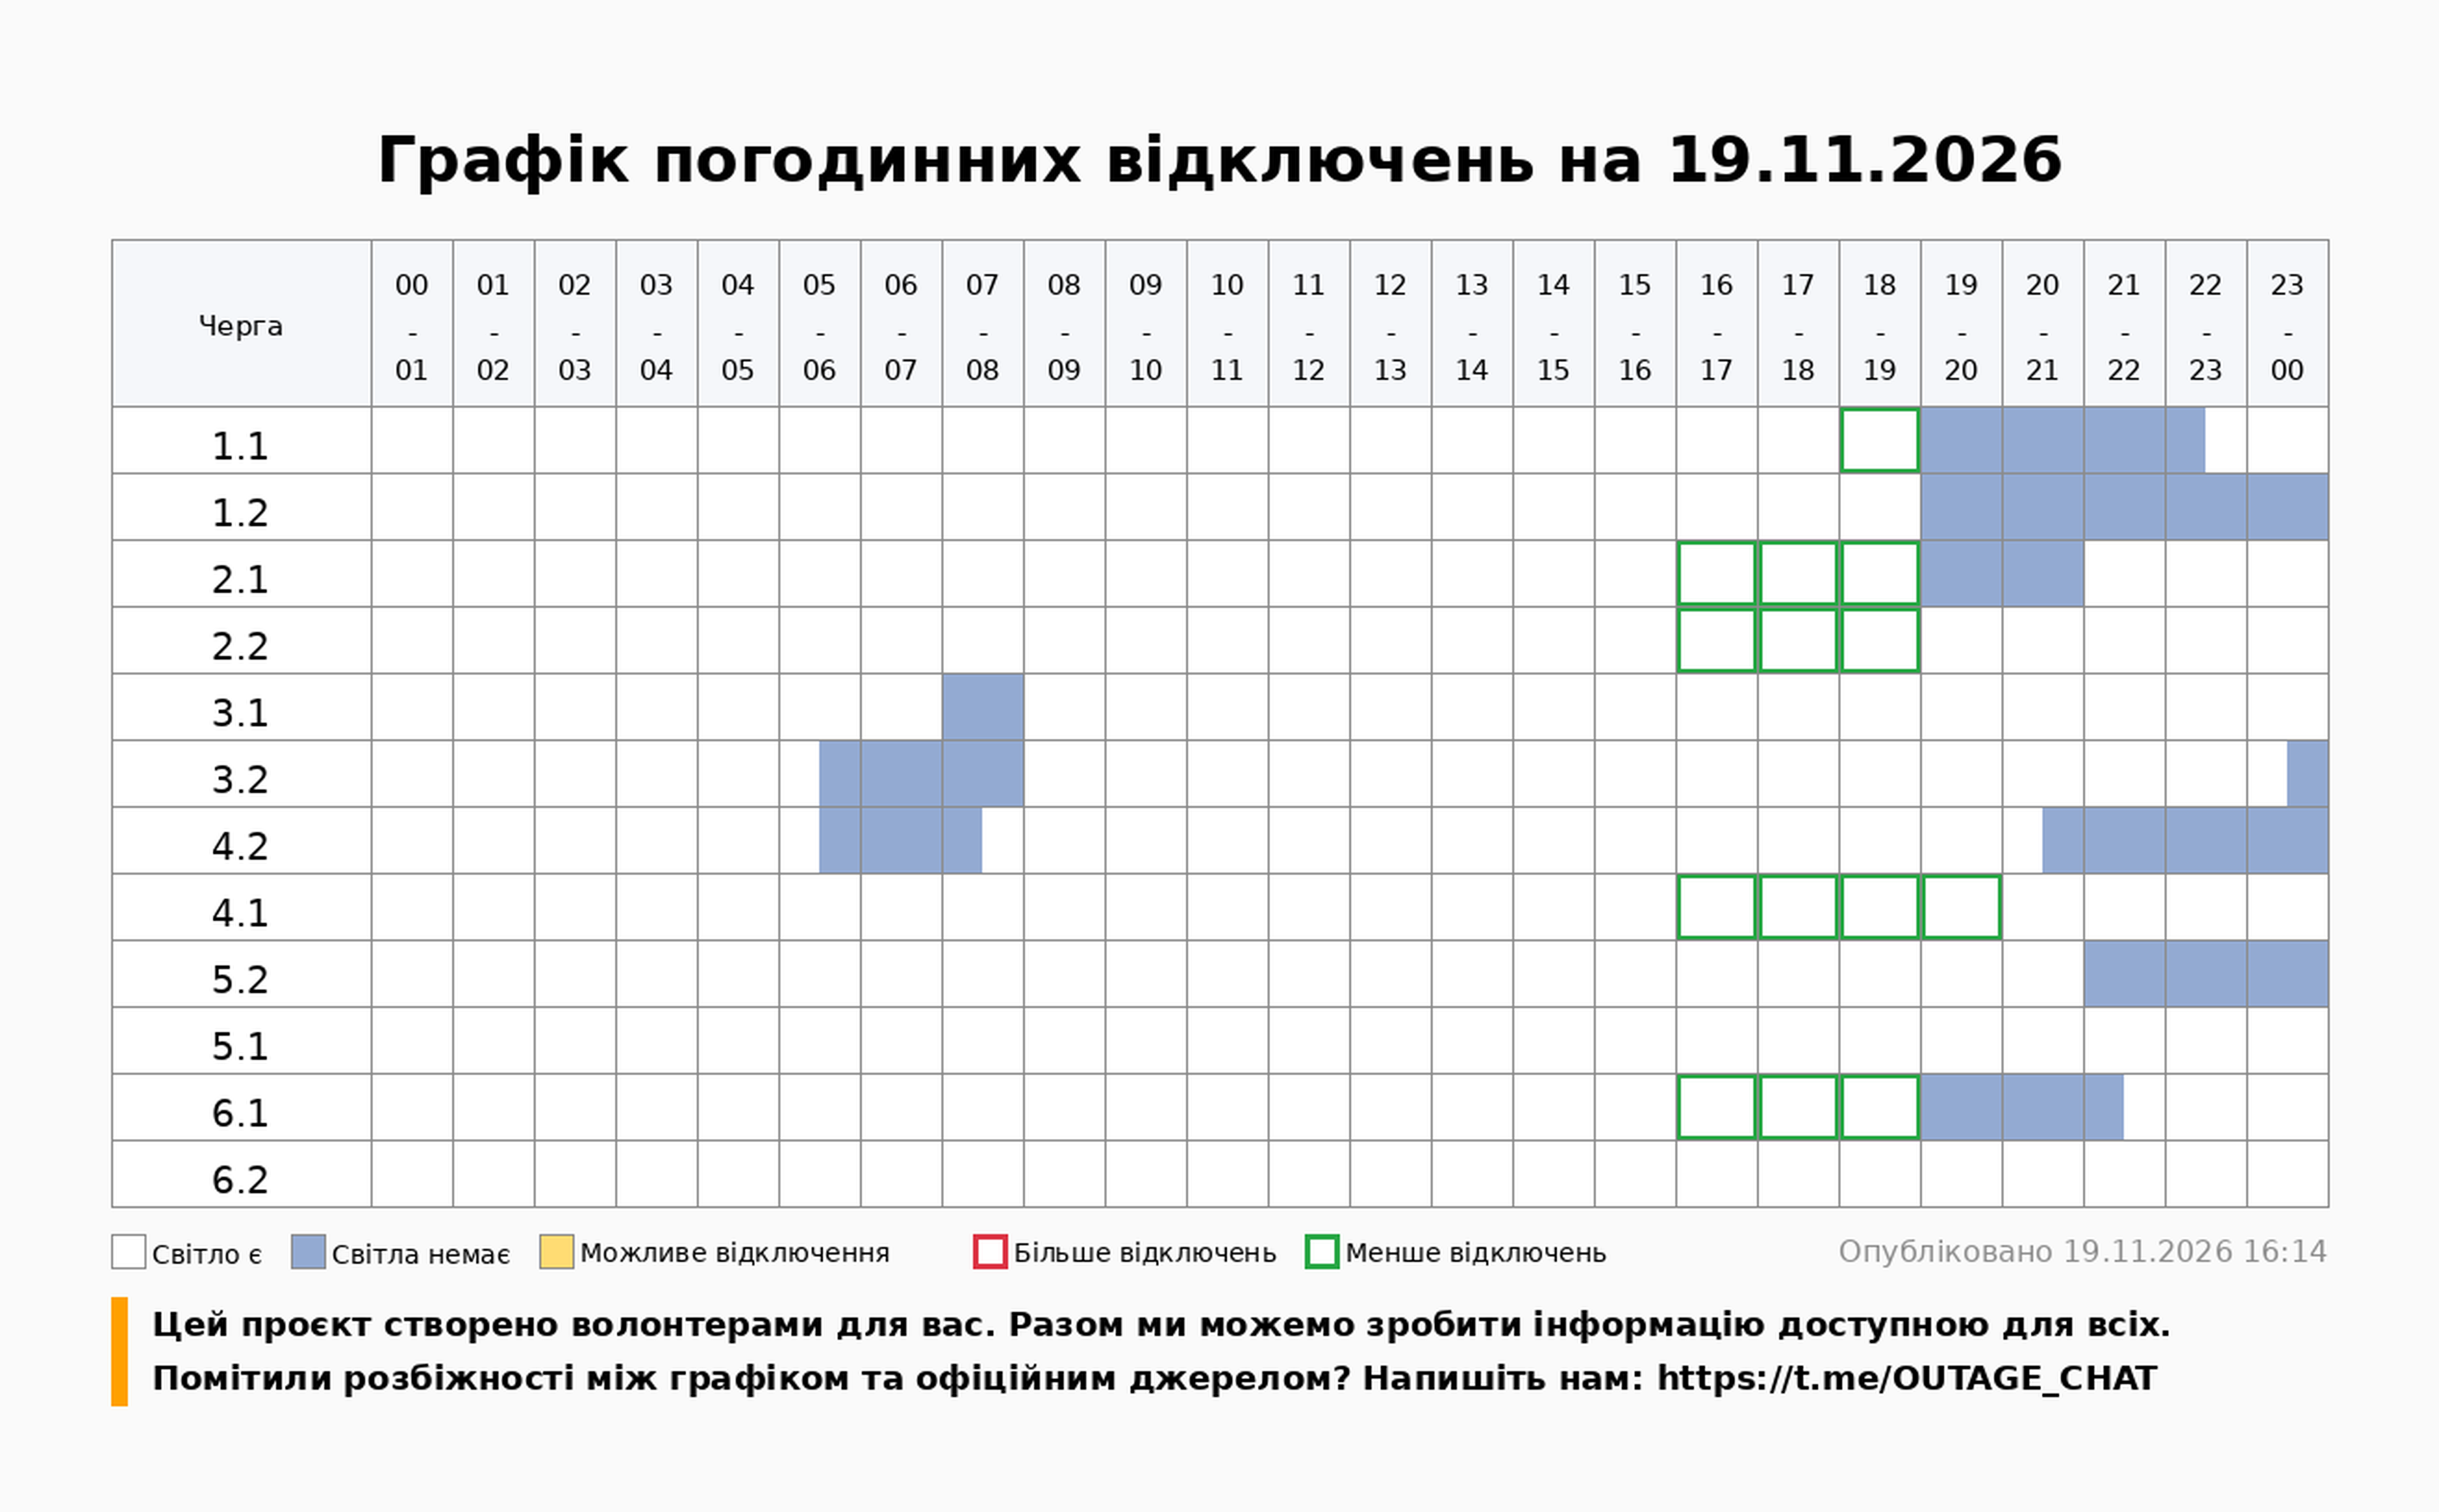 Графік погодинних відключень на 19.11.2026
Черга 00 - 01 01 - 02 02 - 03 03 - 04 04 - 05 05 - 06 06 - 07 07 - 08 08 - 09 09 - 10 10 - 11 11 - 12 12 - 13 13 - 14 14 - 15 15 - 16 16 - 17 17 - 18 18 - 19 19 - 20 20 - 21 21 - 22 22 - 23 23 - 00
1.1
1.2
2.1
2.2
3.1
3.2
4.2
4.1
5.2
5.1
6.1
6.2
Світло є Світла немає Можливе відключення Більше відключень Менше відключень Опубліковано 19.11.2026 16:14
Цей проєкт створено волонтерами для вас. Разом ми можемо зробити інформацію доступною для всіх.
Помітили розбіжності між графіком та офіційним джерелом? Напишіть нам: https://t.me/OUTAGE_CHAT